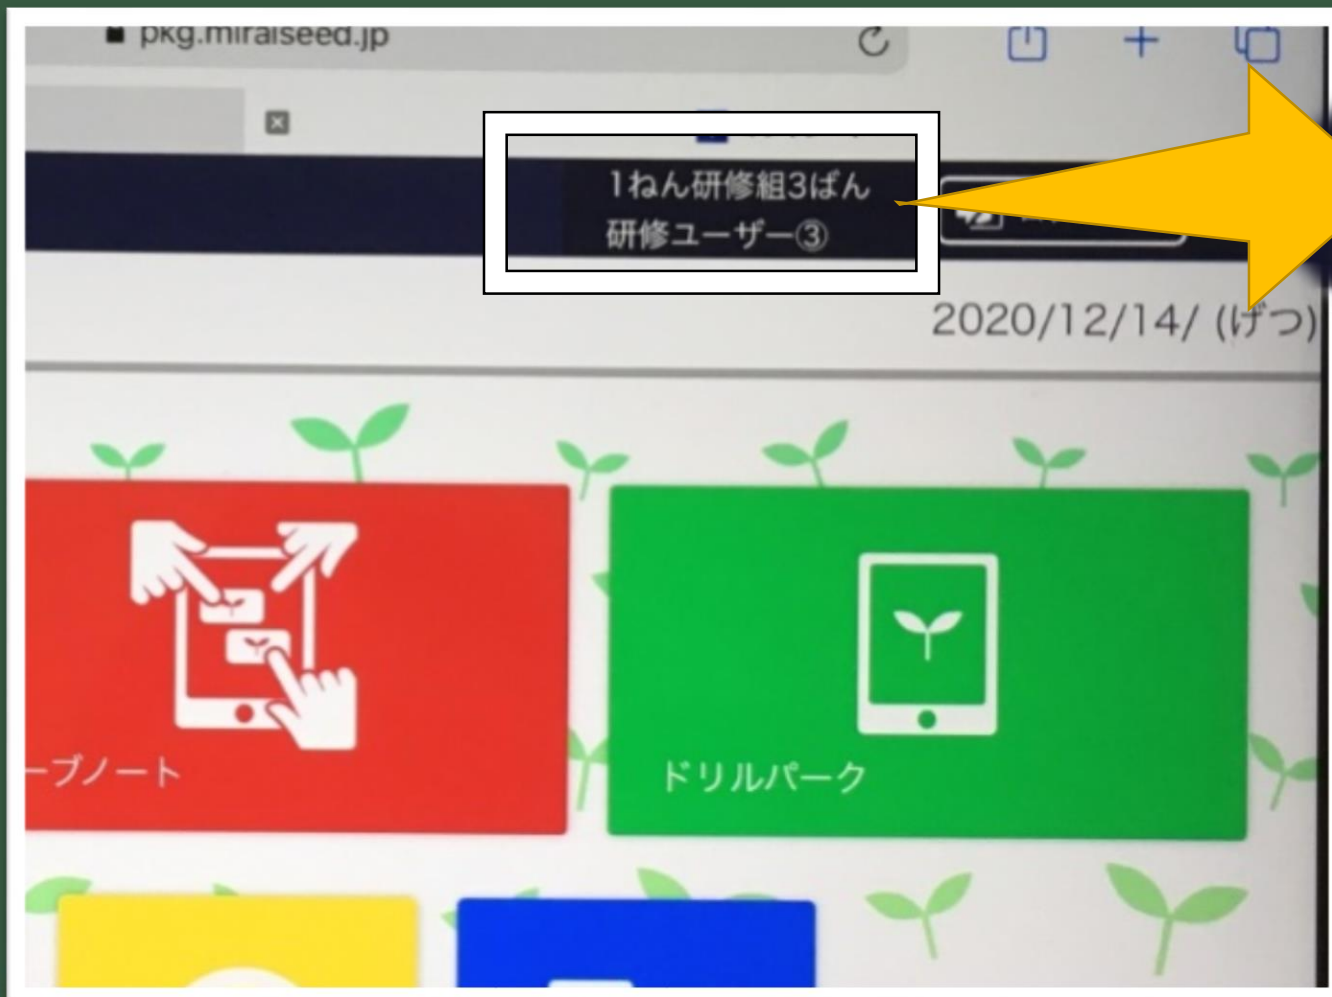 pkg.miraiseed.jp
1ねん研修組3ばん
研修ユーザー③
2020/12/14/ (げつ)
ーブノート
ドリルパーク